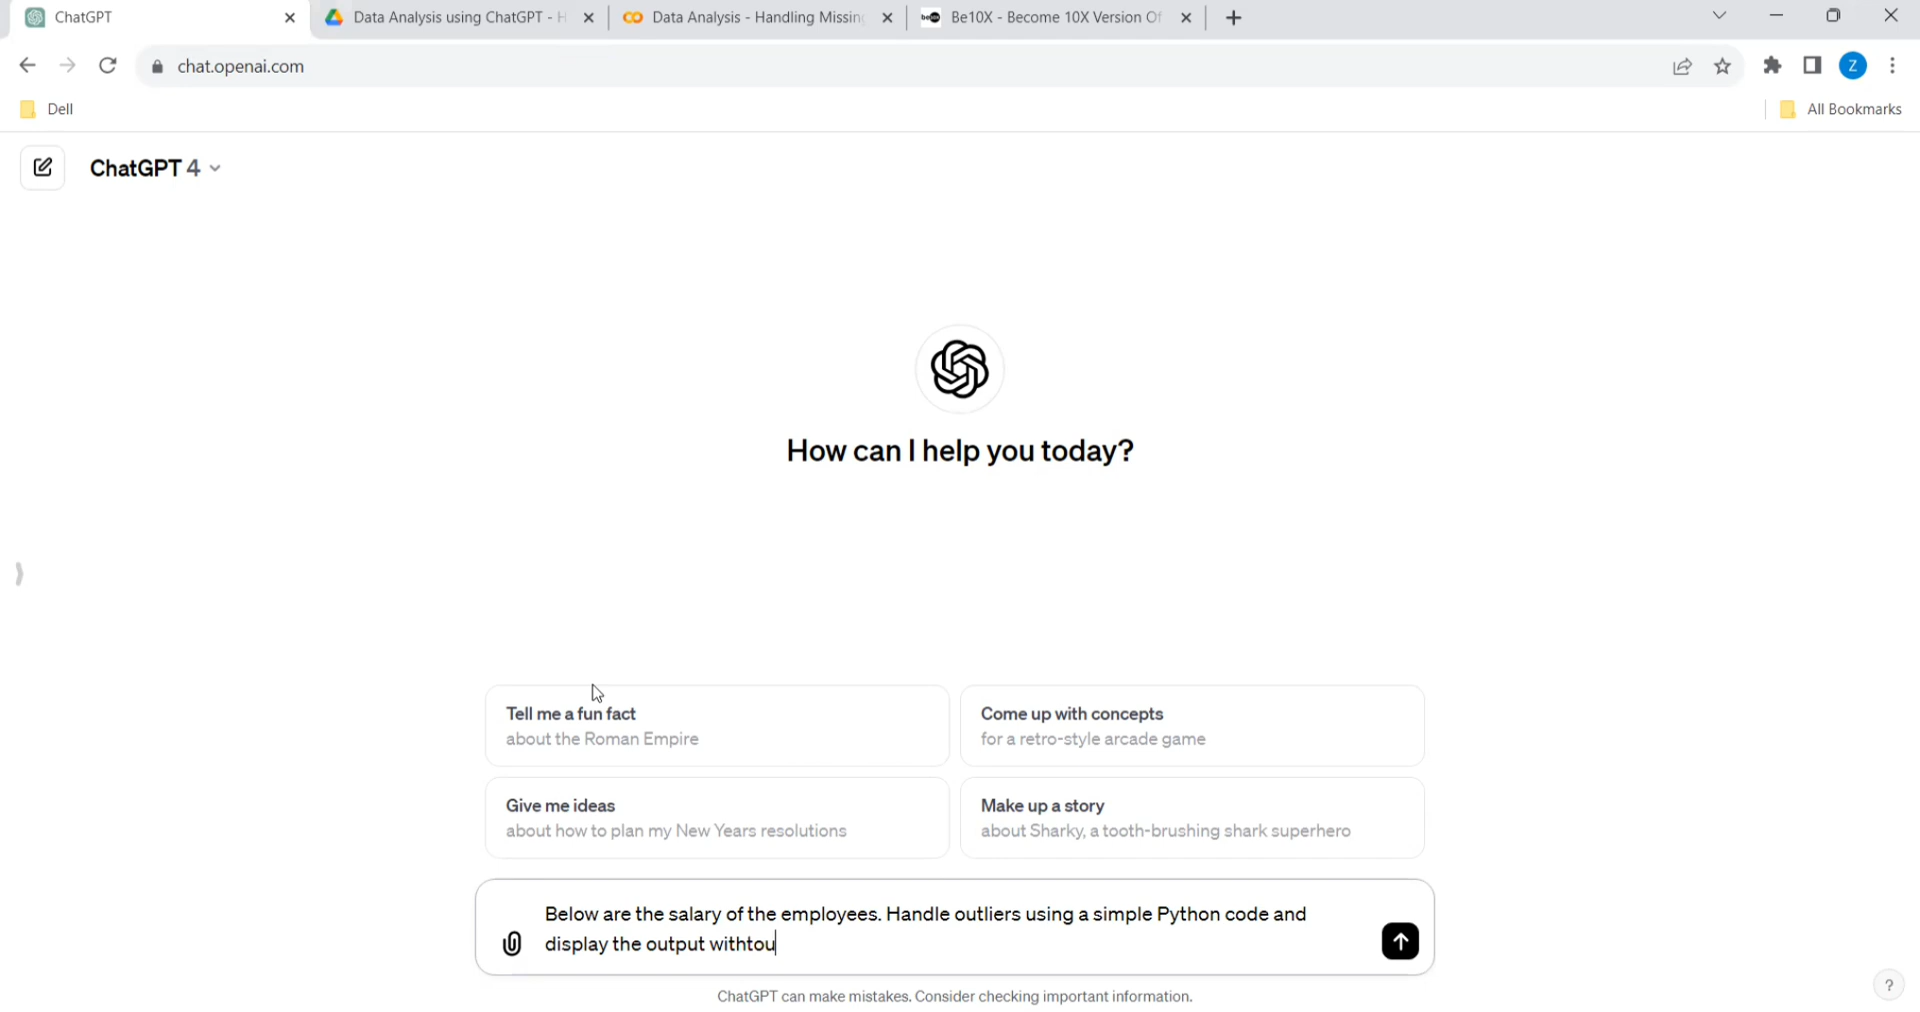 ChatGPT
Data Analysis using ChatGPT - H
Data Analysis - Handling Missing
Be10X - Become 10X Version Of
chat.openai.com
Z
Dell
All Bookmarks
ChatGPT 4
How can I help you today?
Tell me a fun fact
about the Roman Empire
Come up with concepts
for a retro-style arcade game
Give me ideas
about how to plan my New Years resolutions
Make up a story
about Sharky, a tooth-brushing shark superhero
Below are the salary of the employees. Handle outliers using a simple Python code and
display the output withtou
ChatGPT can make mistakes. Consider checking important information.
?